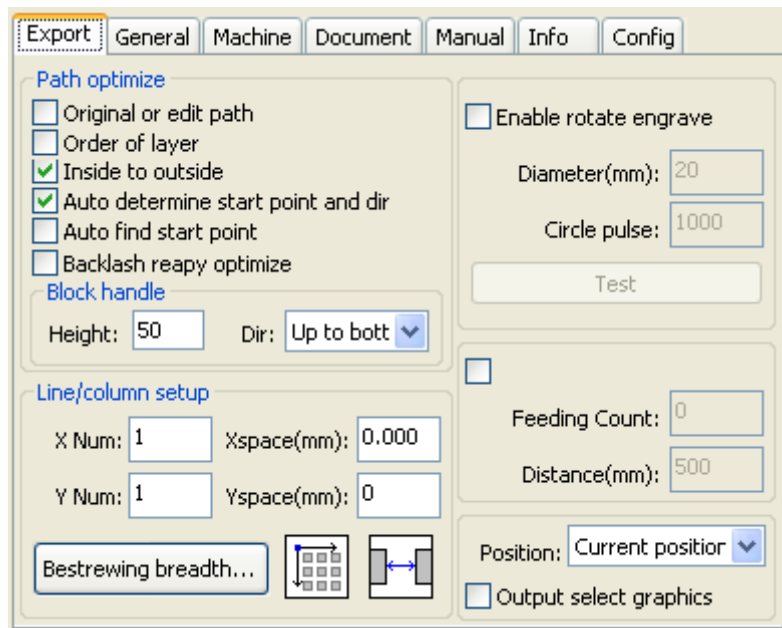 Export General Machine Document Manual Info Config
Path optimize
Original or edit path
Order of layer
Inside to outside
Auto determine start point and dir
Auto find start point
Backlash reapy optimize
Block handle
Height: 50 Dir: Up to bott
Line/column setup
X Num: 1 Xspace(mm): 0.000
Y Num: 1 Yspace(mm): 0
Bestrewing breadth...
Enable rotate engrave
Diameter(mm): 20
Circle pulse: 1000
Test
Feeding Count: 0
Distance(mm): 500
Position: Current position
Output select graphics